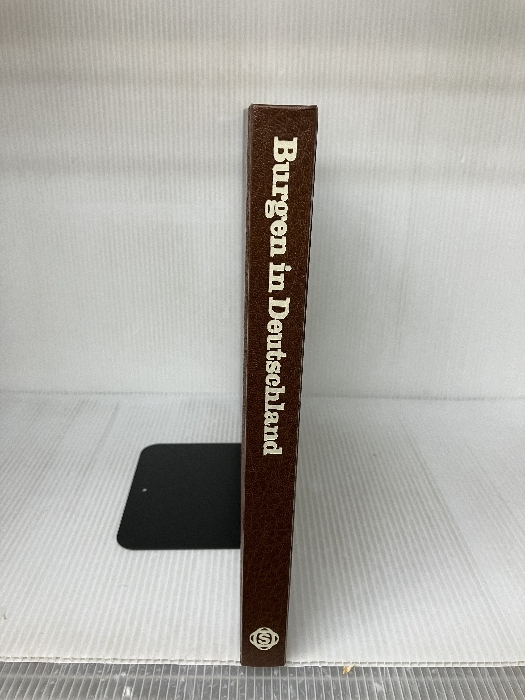 Burgen in Deutschland
S